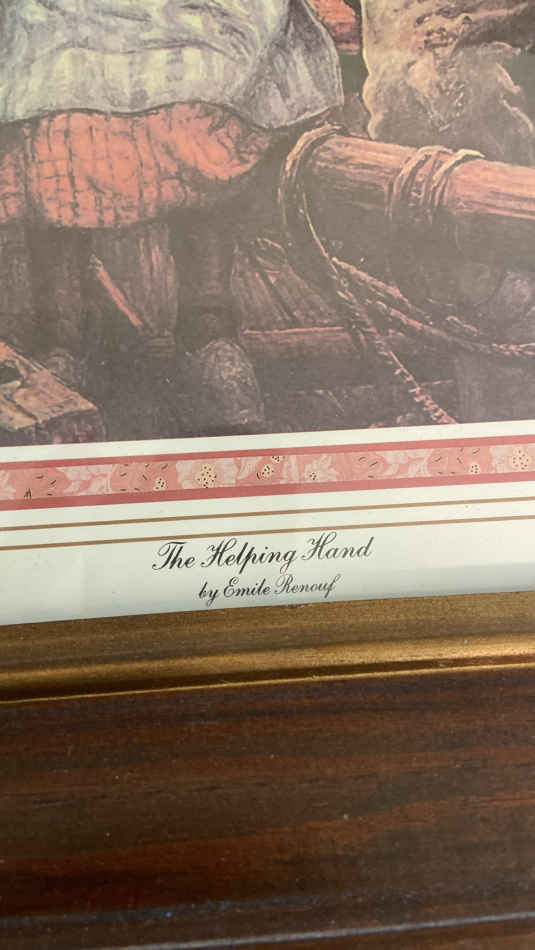 The Helping Hand
by Emile Renouf